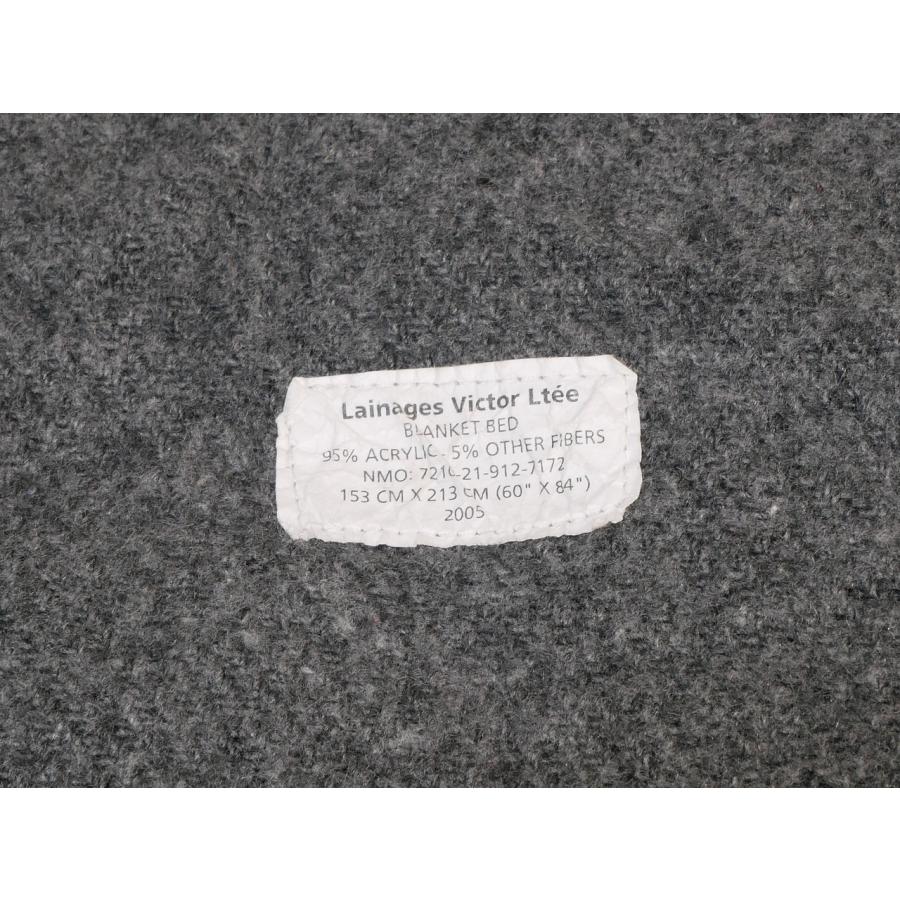 Lainages Victor Ltée
BLANKET BED
95% ACRYLIC - 5% OTHER FIBERS
NMO: 7210-21-912-7172
153 CM X 213 CM (60" X 84")
2005